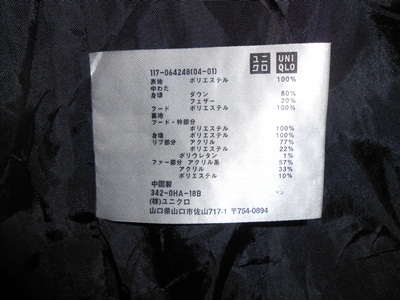 ユニクロ UNIQLO
117-064248(04-01)
表地 ポリエステル 100%
中わた
身頃 ダウン 80%
フェザー 20%
フード ポリエステル 100%
裏地
フード・衿部分
ポリエステル 100%
身頃 ポリエステル 100%
リブ部分 アクリル 77%
ポリエステル 22%
ポリウレタン 1%
ファー部分 アクリル系 57%
アクリル 33%
ポリエステル 10%
中国製
342-OHA-18B
(株)ユニクロ
山口県山口市佐山717-1 〒754-0894